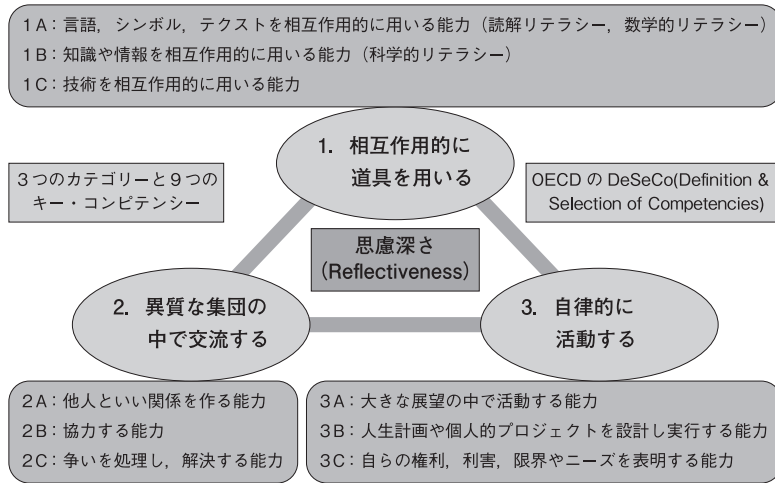 1A：言語，シンボル，テクストを相互作用的に用いる能力（読解リテラシー，数学的リテラシー）
1B：知識や情報を相互作用的に用いる能力（科学的リテラシー）
1C：技術を相互作用的に用いる能力
1．相互作用的に
道具を用いる
3つのカテゴリーと9つの
キー・コンピテンシー
OECD の DeSeCo(Definition &
Selection of Competencies)
思慮深さ
(Reflectiveness)
2．異質な集団の
中で交流する
3．自律的に
活動する
2A：他人といい関係を作る能力
2B：協力する能力
2C：争いを処理し，解決する能力
3A：大きな展望の中で活動する能力
3B：人生計画や個人的プロジェクトを設計し実行する能力
3C：自らの権利，利害，限界やニーズを表明する能力